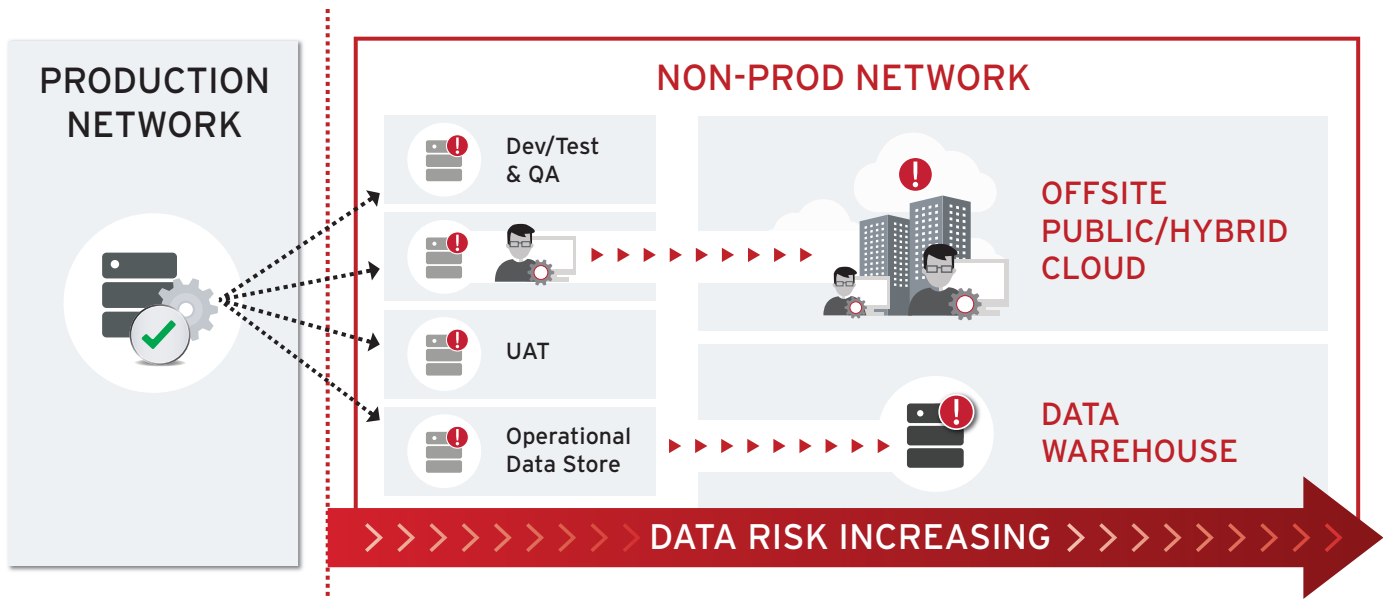 PRODUCTION
NETWORK
NON-PROD NETWORK
Dev/Test
& QA
UAT
Operational
Data Store
OFFSITE
PUBLIC/HYBRID
CLOUD
DATA
WAREHOUSE
DATA RISK INCREASING